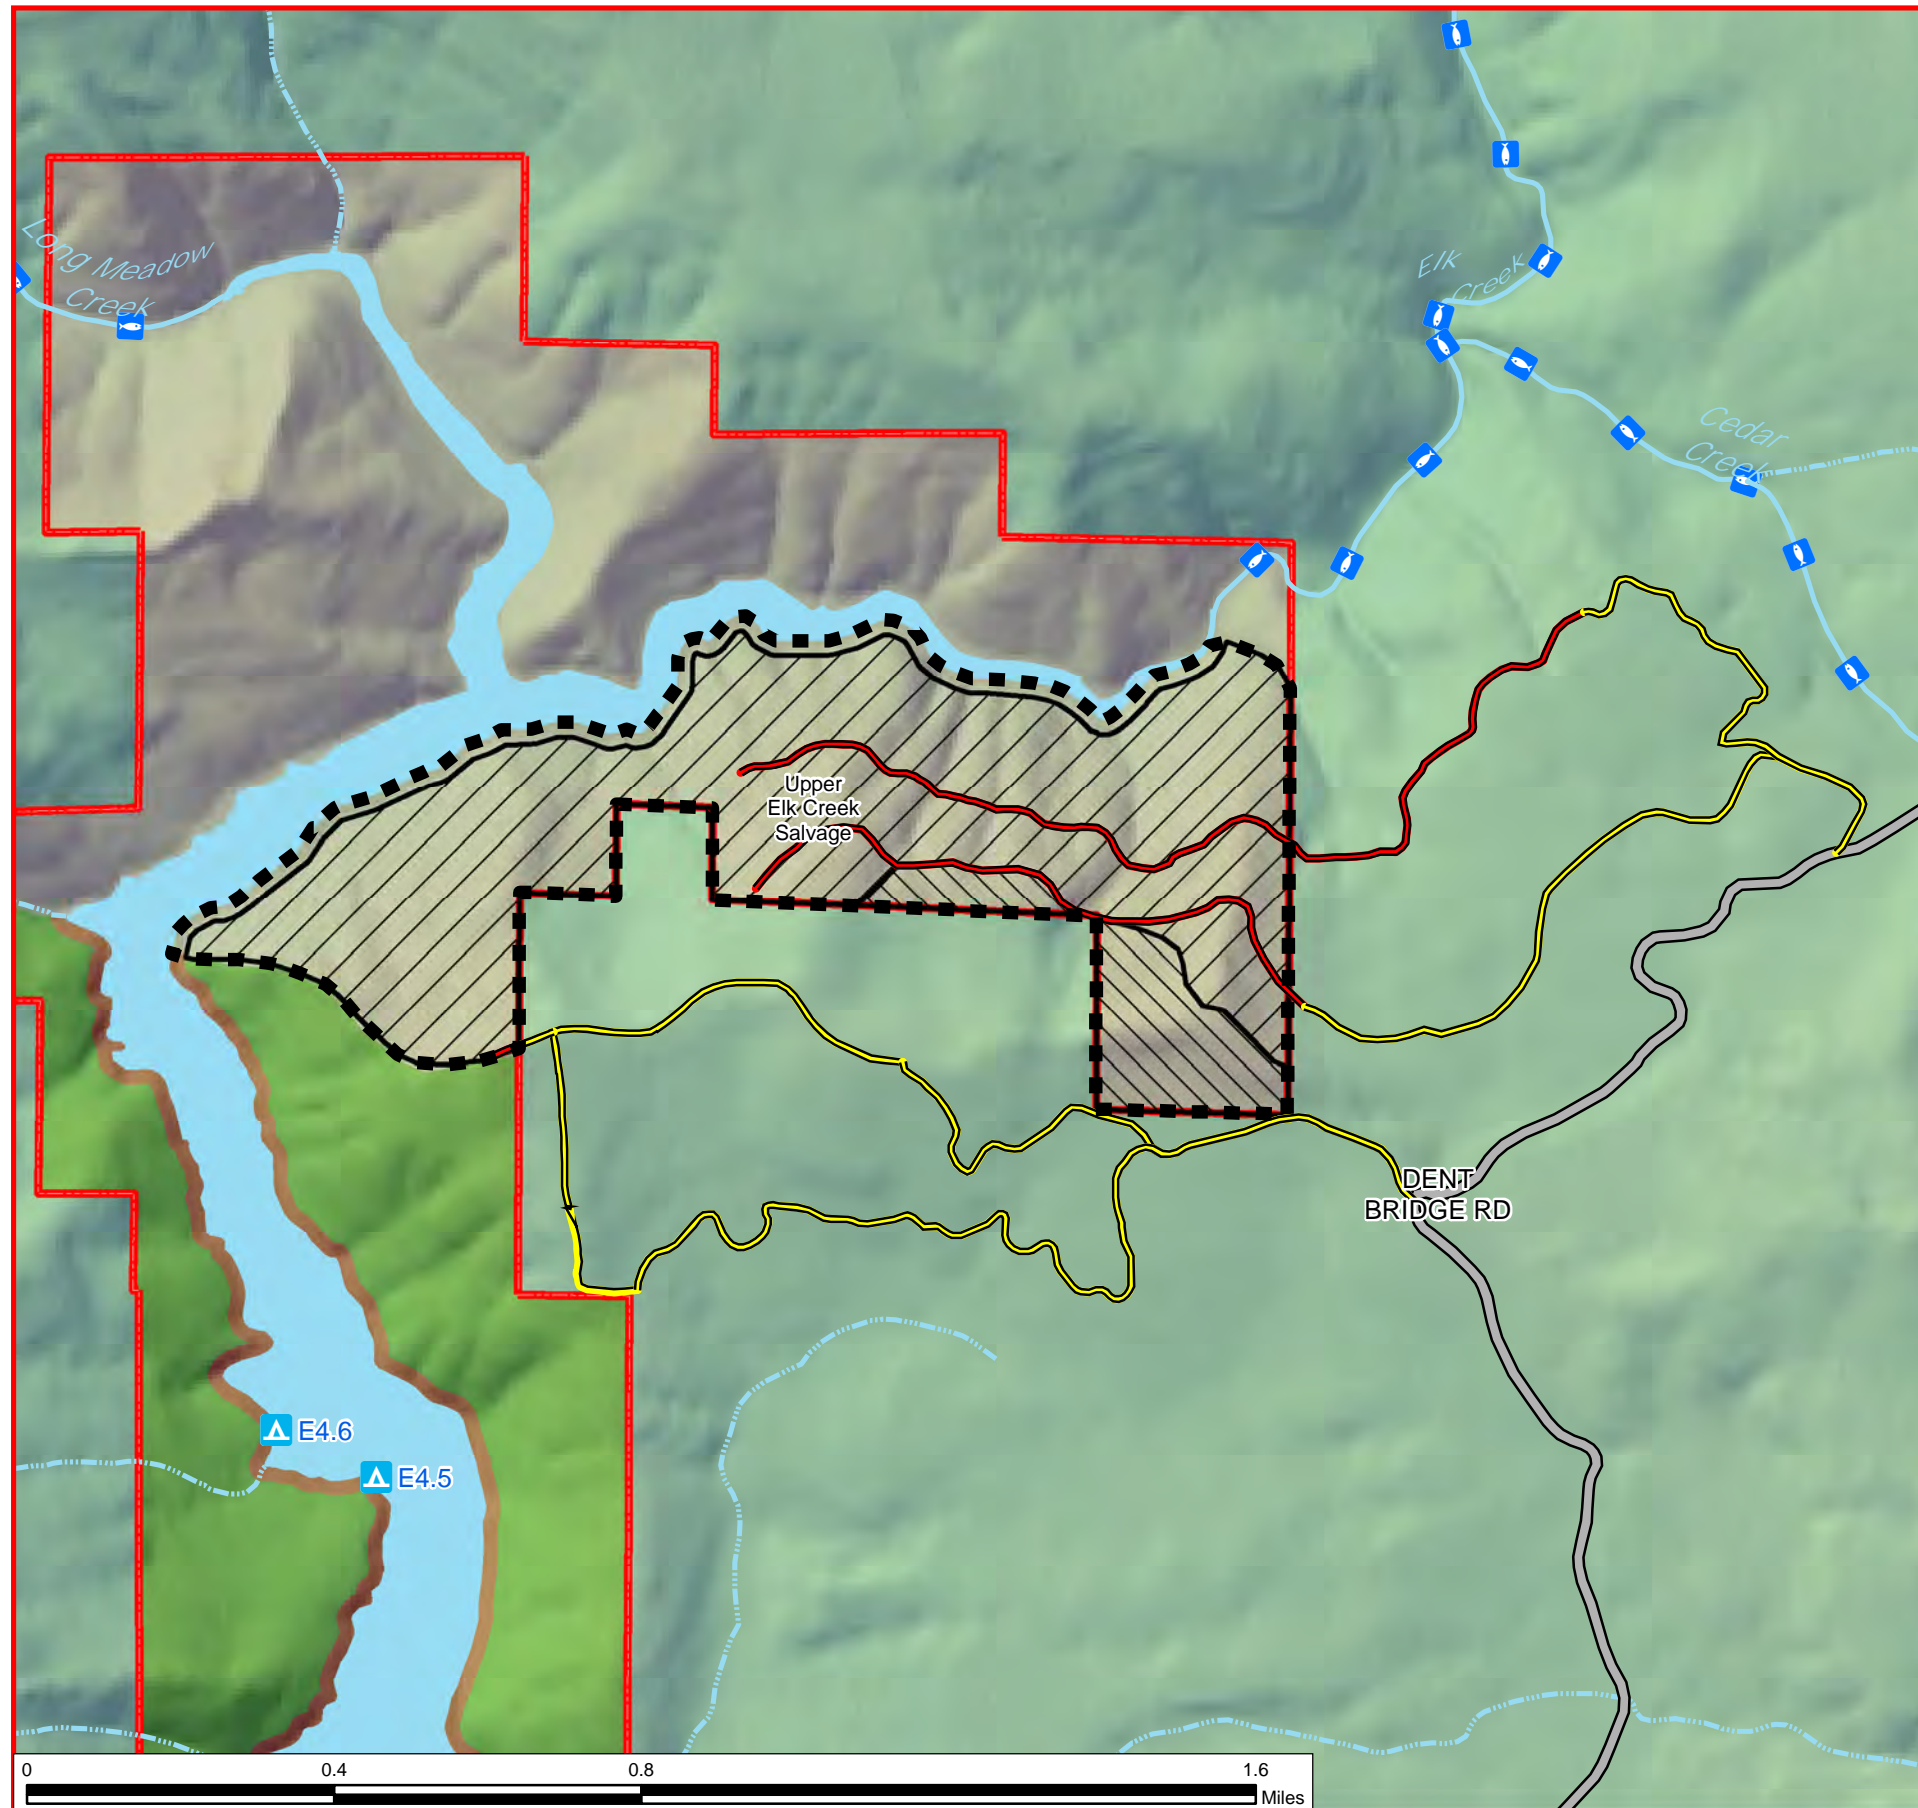 Long Meadow
Creek
Elk
Creek
Cedar
Creek
Upper
Elk Creek
Salvage
DENT
BRIDGE RD
E4.6
E4.5
0 0.4 0.8 1.6
Miles